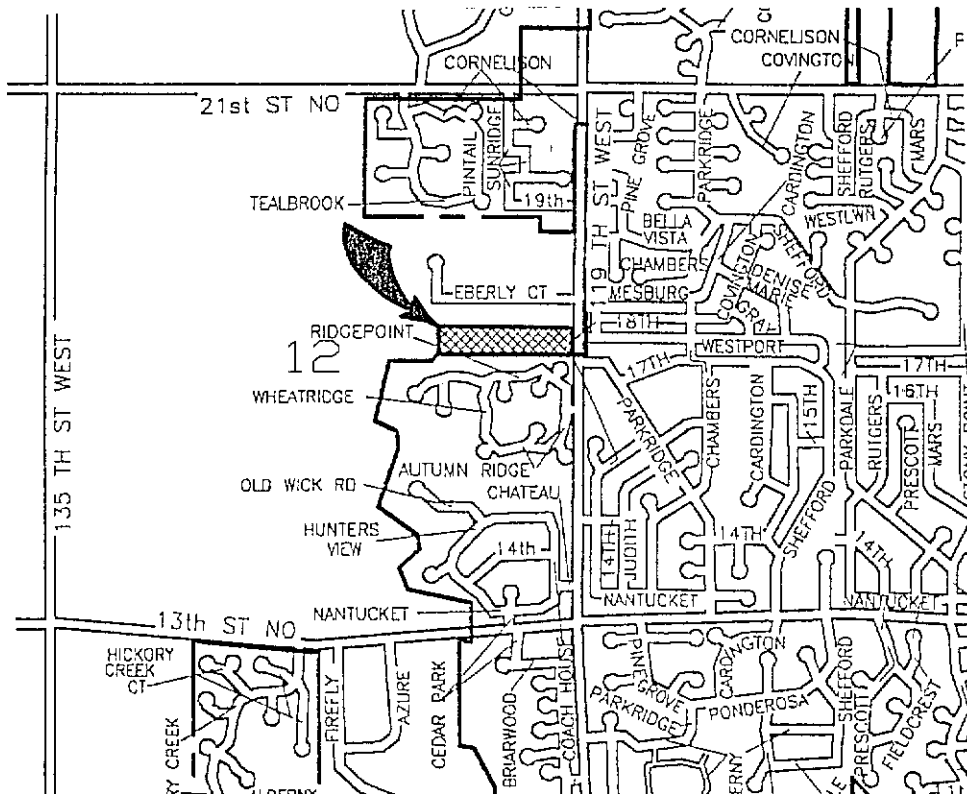 CORNELISON
CORNELISON
COVINGTON
21st ST NO
PINTAIL
SUNRIDGE
TEALBROOK
19th
119 TH ST WEST
PINE GROVE
PARKRIDGE
CARDINGTON
SHEFFORD
RUTGERS
MARS
WESTLWN
BELLA
VISTA
CHAMBERS
SHEFFORD
COVINGTON
DENISE
MARIE
GRAF
MESBURG
EBERLY CT
18TH
RIDGEPOINT
12
WESTPORT
17TH
17TH
16TH
WHEATRIDGE
PARKRIDGE
CHAMBERS
CARDINGTON
15TH
PARKDALE
RUTGERS
PRESCOTT
MARS
135 TH ST WEST
AUTUMN RIDGE
CHATEAU
OLD WICK RD
HUNTERS
VIEW
14th
14TH
JUDITH
14TH
SHEFFORD
14TH
NANTUCKET
NANTUCKET
NANTUCKET
13th ST NO
HICKORY
CREEK
CT
FIREFLY
AZURE
CEDAR PARK
BRIARWOOD
COACH HOUSE
PINE
GROVE
PARKRIDGE
CARDINGTON
PONDEROSA
SHEFFORD
PRESCOTT
FIELDCREST
CREEK